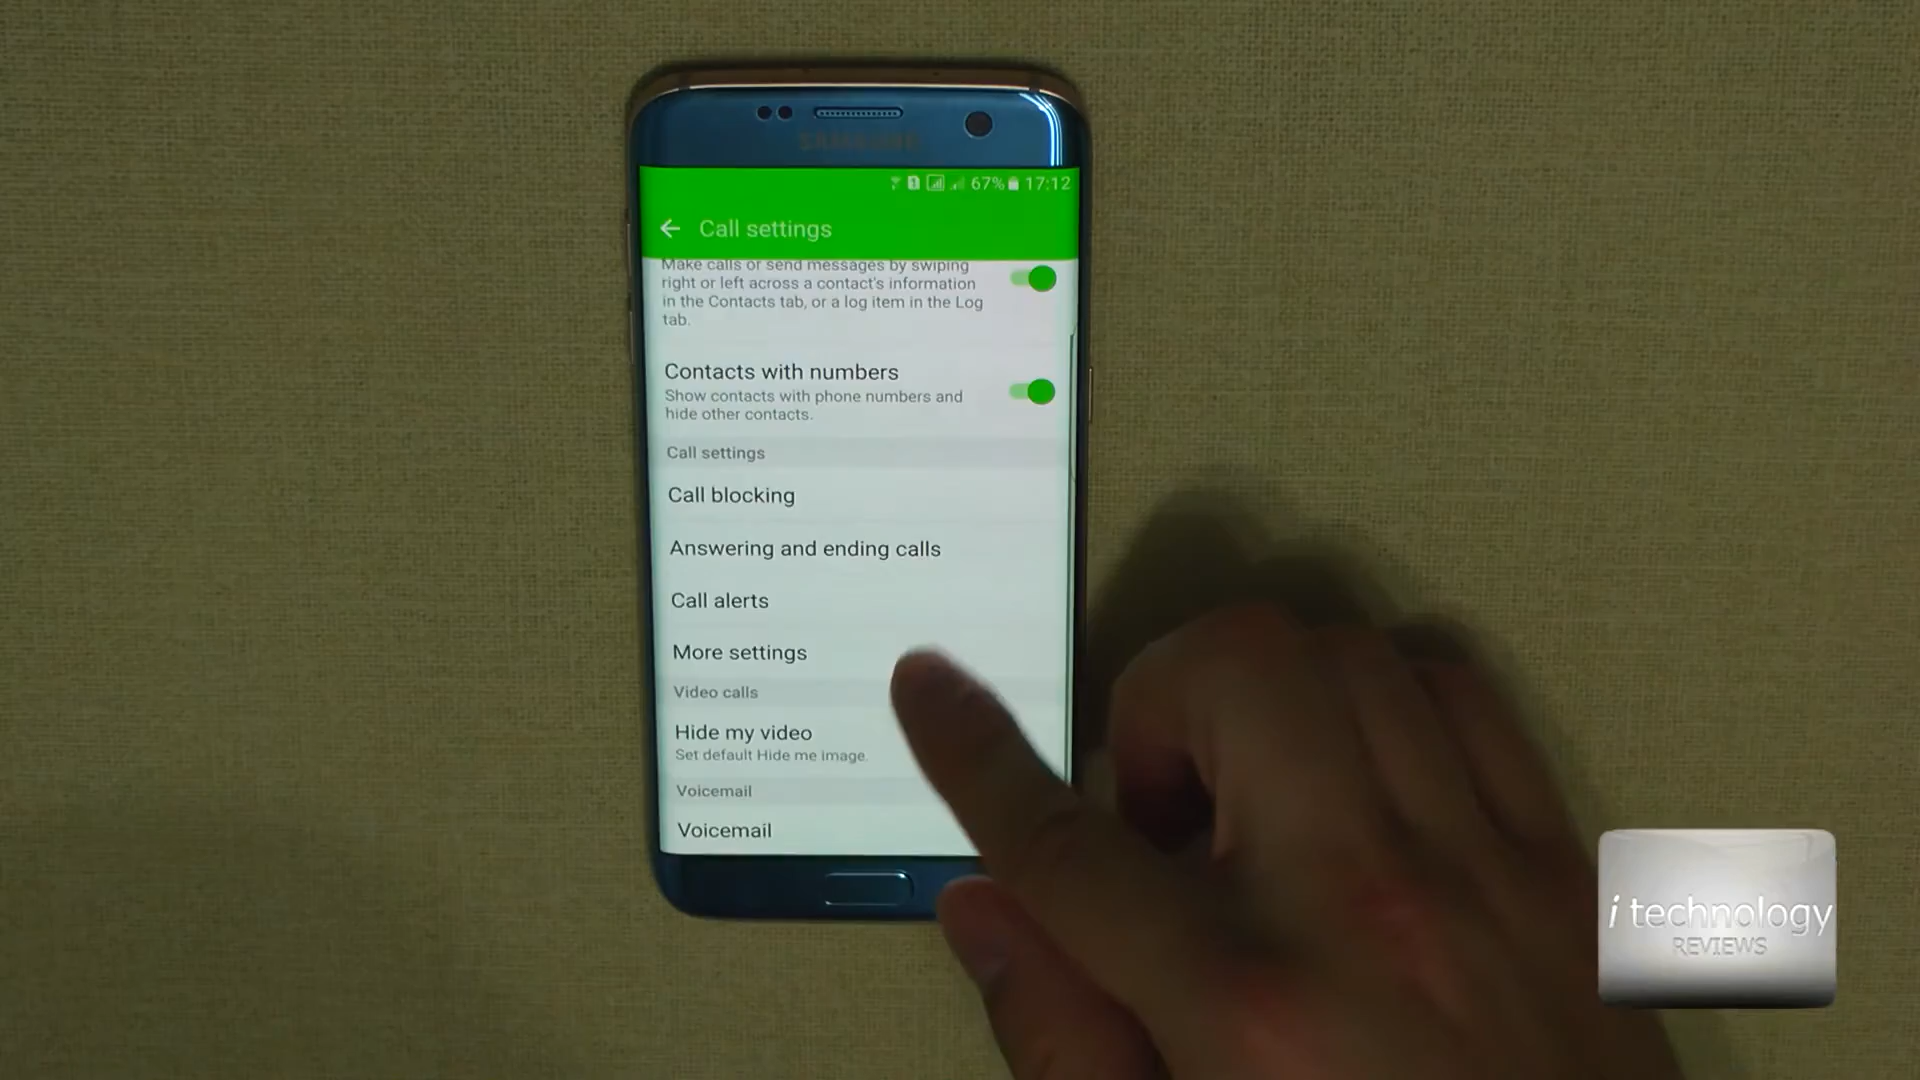 SAMSUNG
67% 17:12
Call settings
Make calls or send messages by swiping
right or left across a contact's information
in the Contacts tab, or a log item in the Log
tab.
Contacts with numbers
Show contacts with phone numbers and
hide other contacts.
Call settings
Call blocking
Answering and ending calls
Call alerts
More settings
Video calls
Hide my video
Set default Hide me image.
Voicemail
Voicemail
i technology
REVIEWS